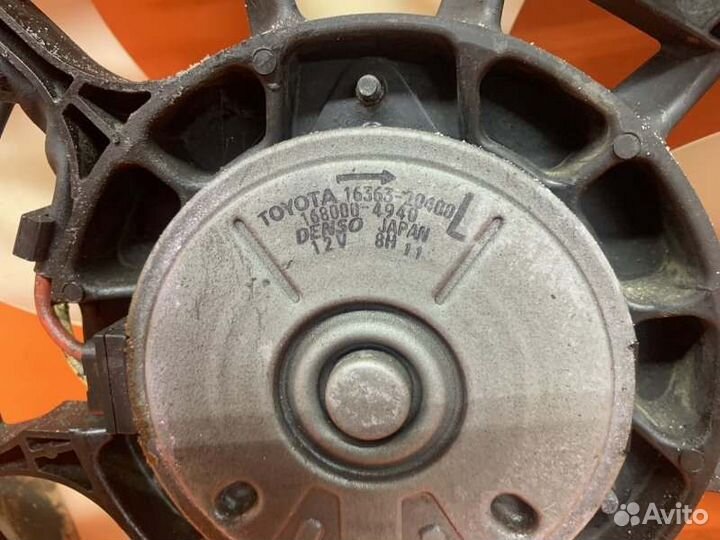 TOYOTA 16363-20400 L
168000-4940
DENSO JAPAN
12V 8H 11
Avito